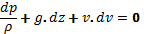 dp/ρ + g.dz + v.dv = 0